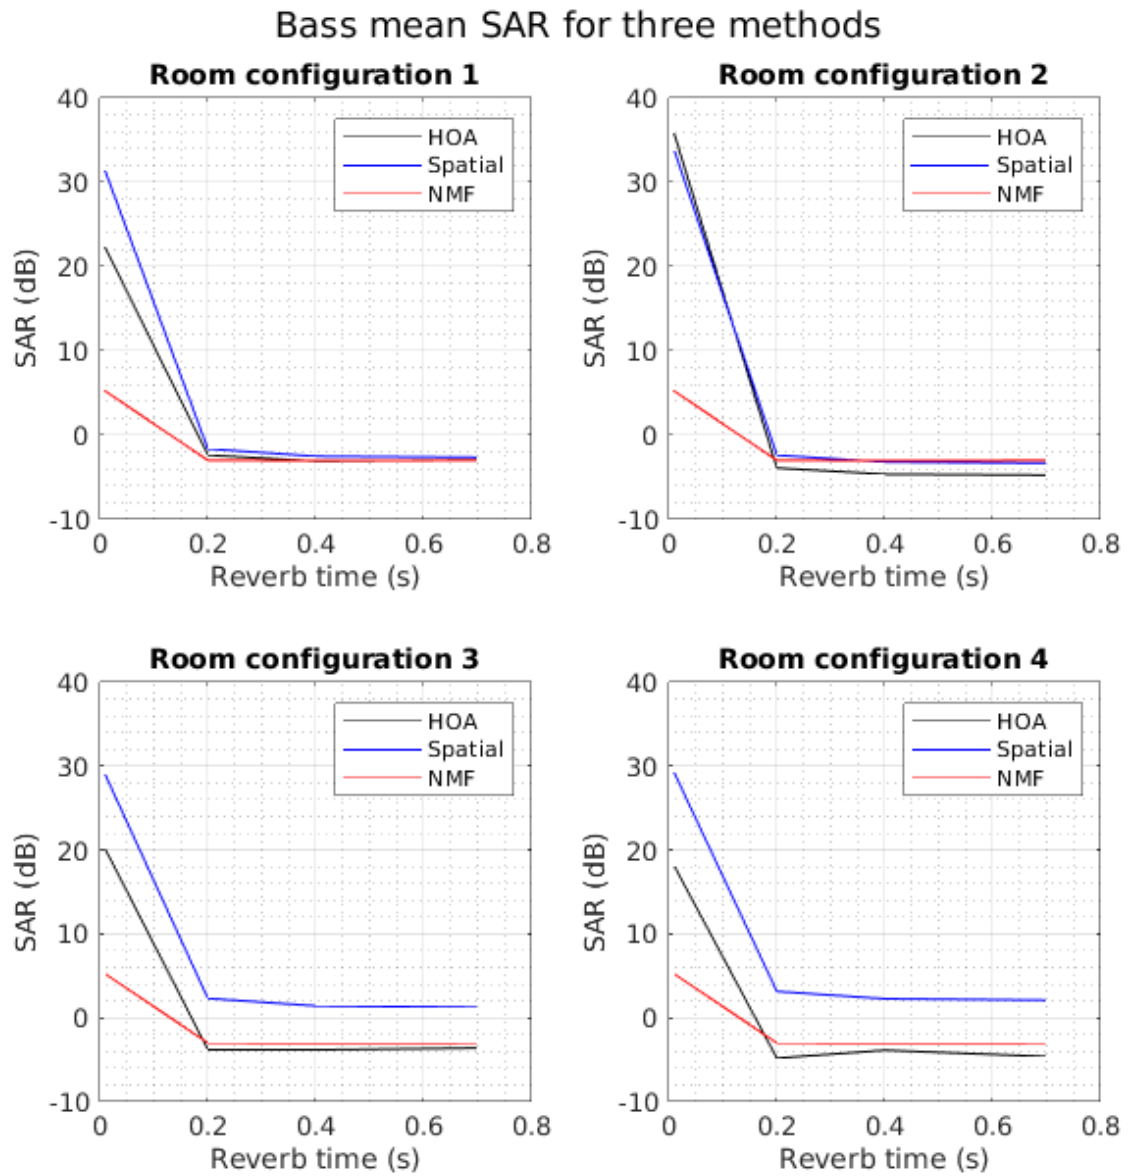 Bass mean SAR for three methods
Room configuration 1
40
30
20
10
0
-10
SAR (dB)
HOA
Spatial
NMF
0 0.2 0.4 0.6 0.8
Reverb time (s)
Room configuration 2
40
30
20
10
0
-10
SAR (dB)
HOA
Spatial
NMF
0 0.2 0.4 0.6 0.8
Reverb time (s)
Room configuration 3
40
30
20
10
0
-10
SAR (dB)
HOA
Spatial
NMF
0 0.2 0.4 0.6 0.8
Reverb time (s)
Room configuration 4
40
30
20
10
0
-10
SAR (dB)
HOA
Spatial
NMF
0 0.2 0.4 0.6 0.8
Reverb time (s)